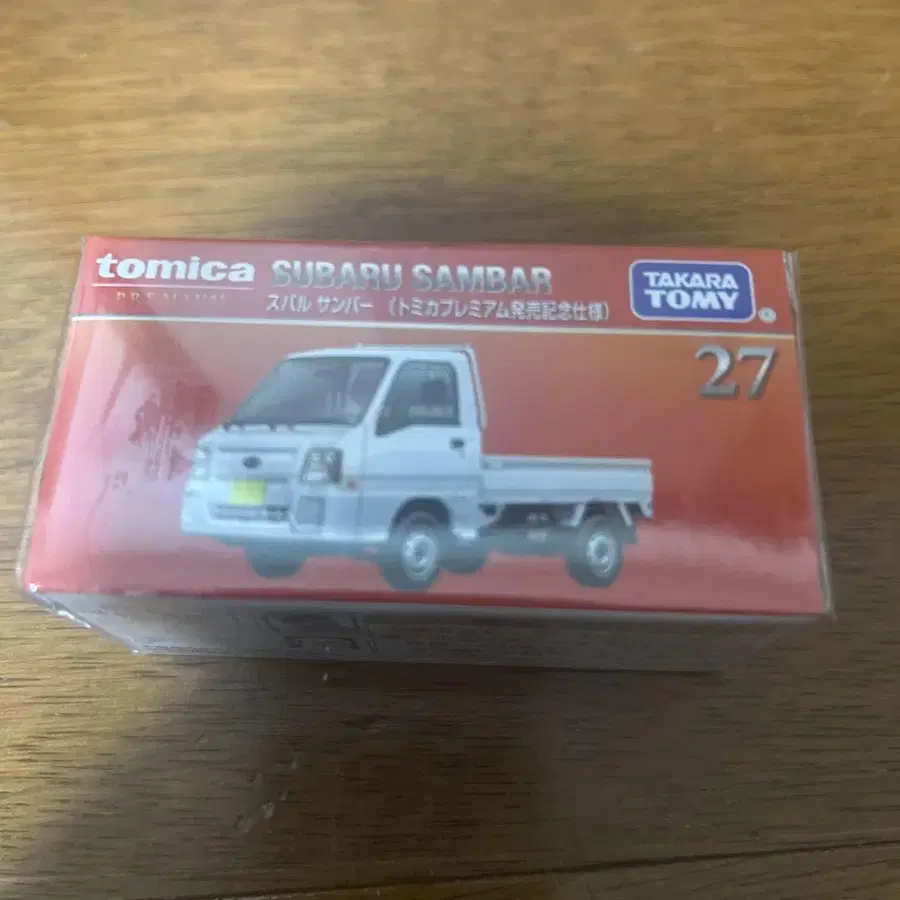 tomica
PREMIUM
SUBARU SAMBAR
スバル サンバー (トミカプレミアム発売記念仕様)
TAKARA
TOMY
27